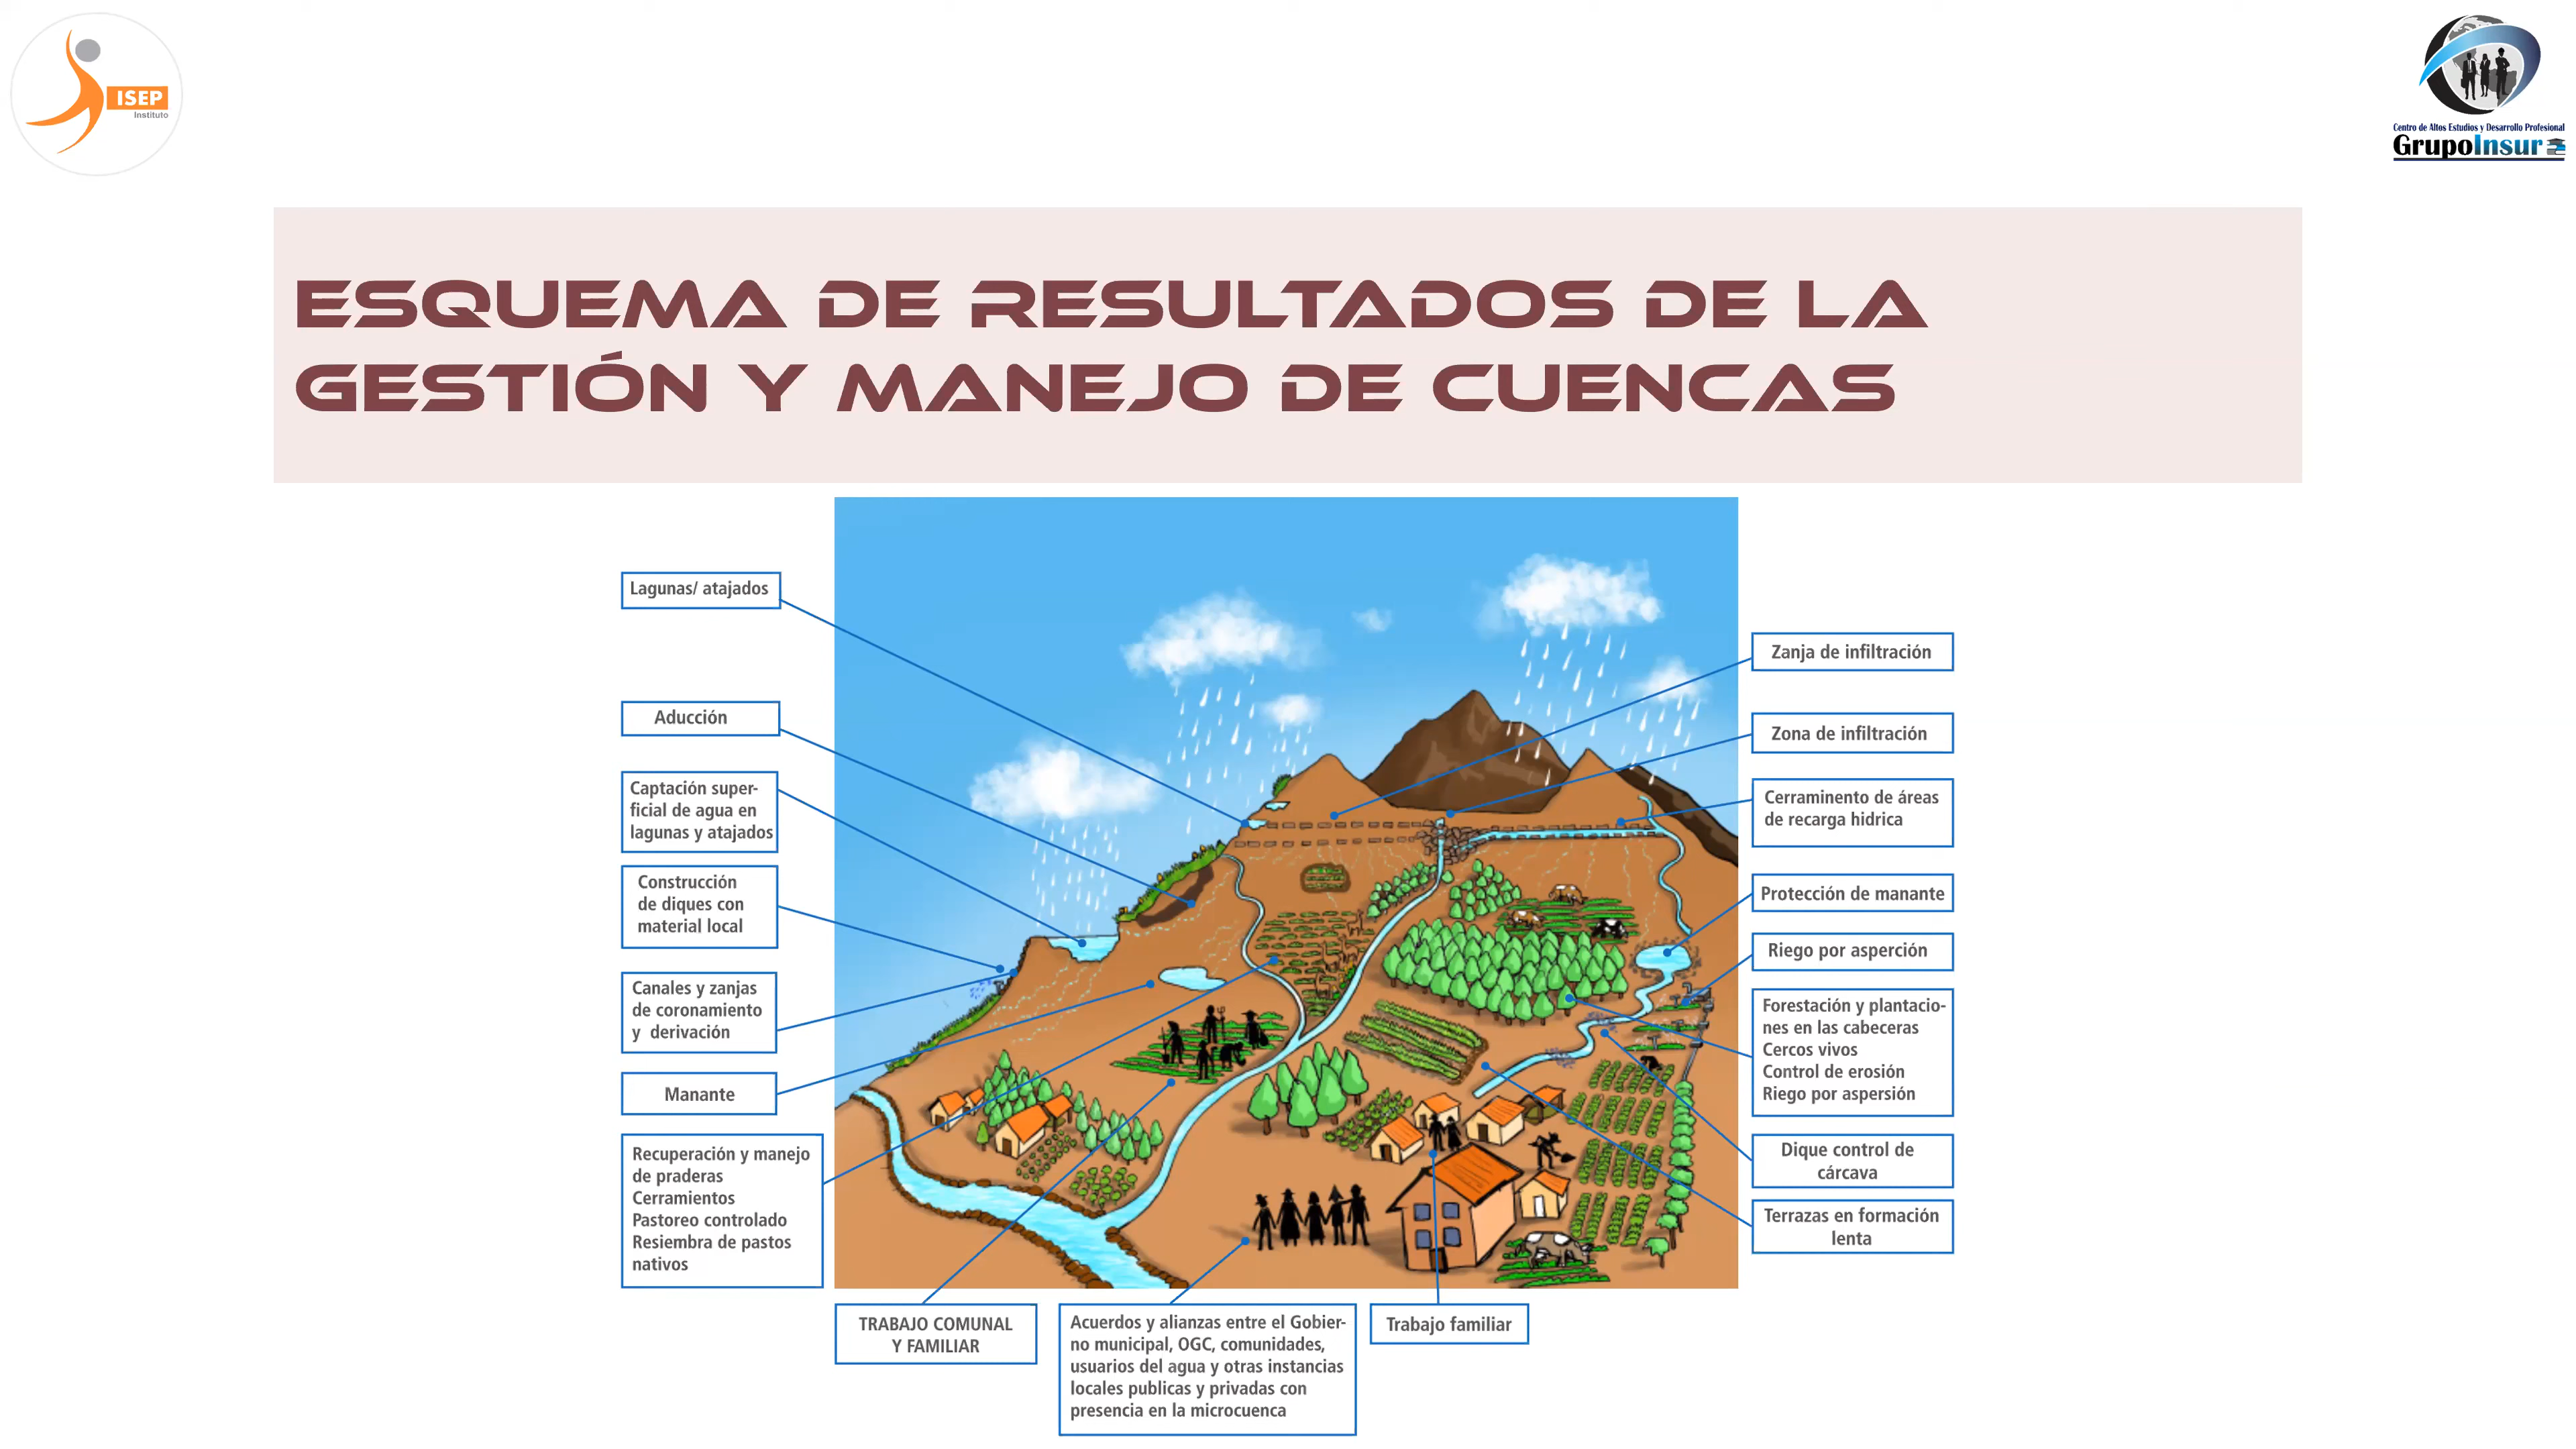 ISEP
Instituto
Centro de Altos Estudios y Desarrollo Profesional
GrupoInsur
ESQUEMA DE RESULTADOS DE LA
GESTIÓN Y MANEJO DE CUENCAS
Lagunas/ atajados
Aducción
Captación super-
ficial de agua en
lagunas y atajados
Construcción
de diques con
material local
Canales y zanjas
de coronamiento
y derivación
Manante
Recuperación y manejo
de praderas
Cerramientos
Pastoreo controlado
Resiembra de pastos
nativos
TRABAJO COMUNAL
Y FAMILIAR
Acuerdos y alianzas entre el Gobier-
no municipal, OGC, comunidades,
usuarios del agua y otras instancias
locales publicas y privadas con
presencia en la microcuenca
Trabajo familiar
Zanja de infiltración
Zona de infiltración
Cerraminento de áreas
de recarga hidrica
Protección de manante
Riego por asperción
Forestación y plantacio-
nes en las cabeceras
Cercos vivos
Control de erosión
Riego por aspersión
Dique control de
cárcava
Terrazas en formación
lenta